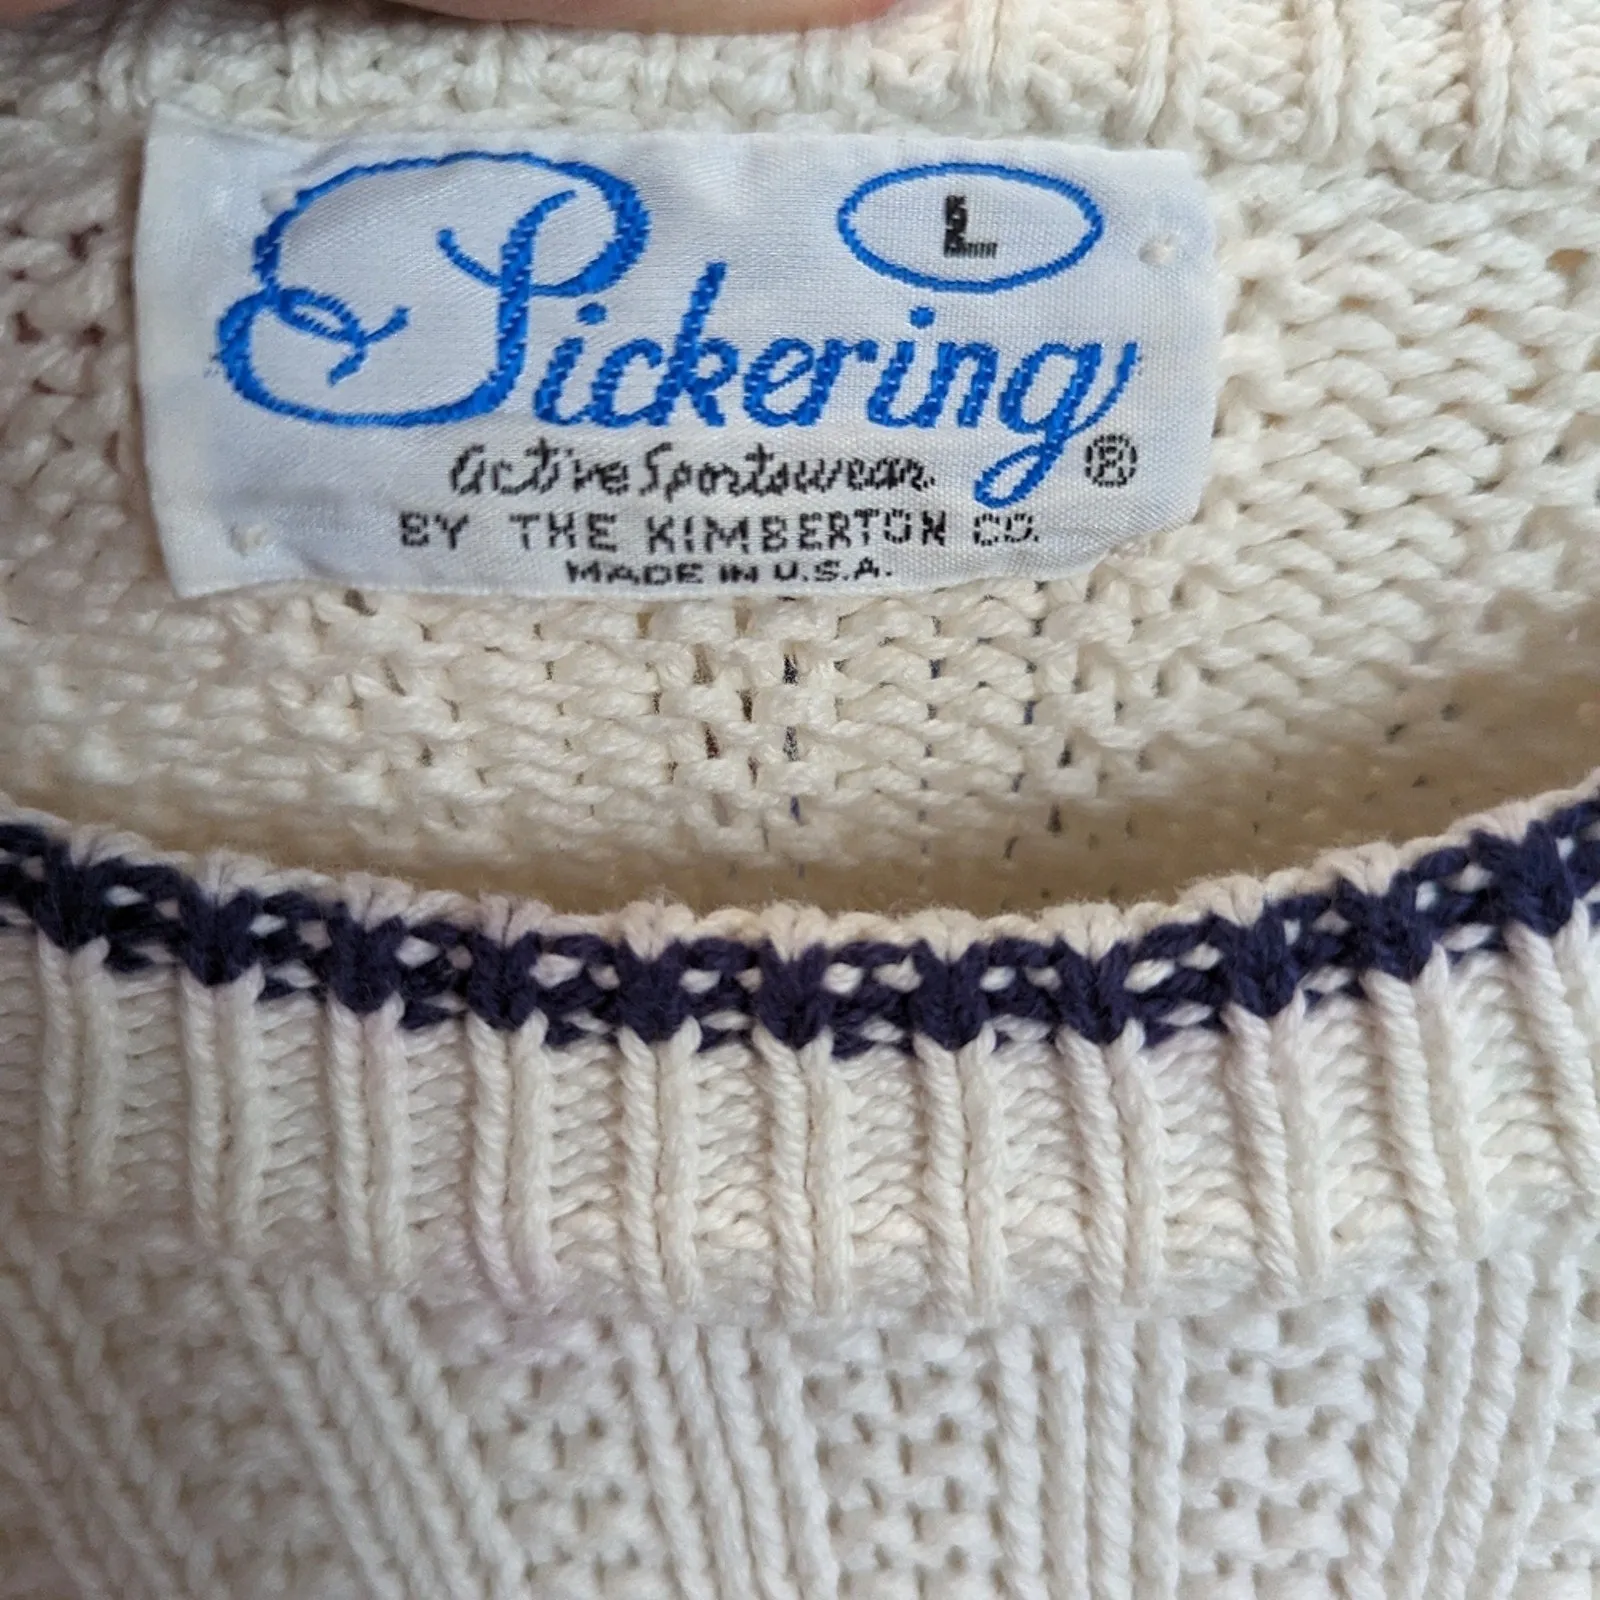 L
Pickering
Active Sportswear ®
BY THE KIMBERTON CO.
MADE IN U.S.A.